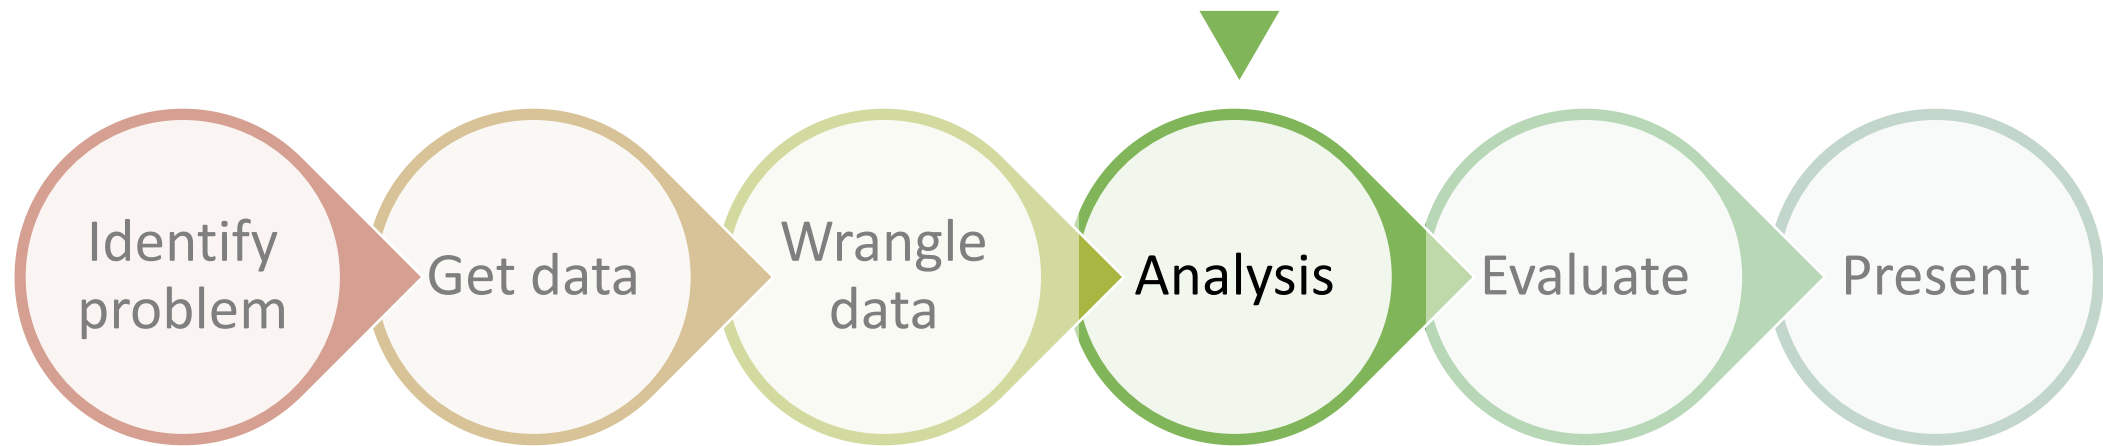 Identify
problem
Get data
Wrangle
data
Analysis
Evaluate
Present